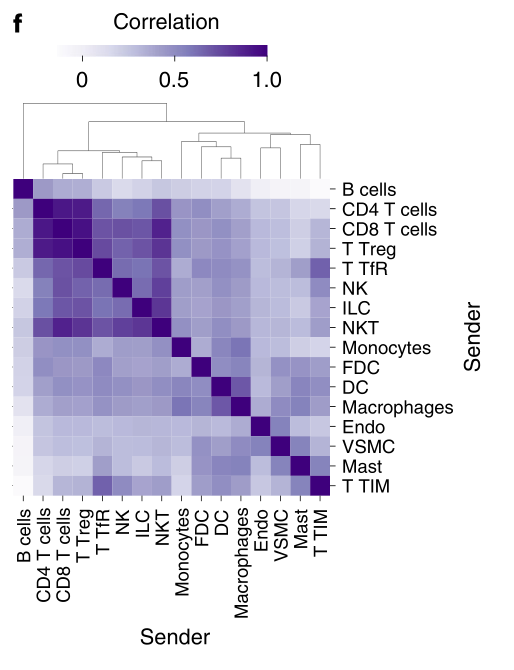 f
Correlation
0 0.5 1.0
B cells
CD4 T cells
CD8 T cells
T Treg
T TfR
NK
ILC
NKT
Monocytes
FDC
DC
Macrophages
Endo
VSMC
Mast
T TIM
Sender
B cells
CD4 T cells
CD8 T cells
T Treg
T TfR
NK
ILC
NKT
Monocytes
FDC
DC
Macrophages
Endo
VSMC
Mast
T TIM
Sender